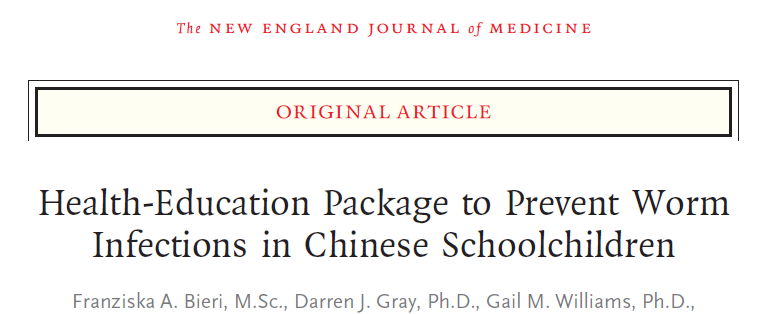 The NEW ENGLAND JOURNAL of MEDICINE
ORIGINAL ARTICLE
Health-Education Package to Prevent Worm
Infections in Chinese Schoolchildren
Franziska A. Bieri, M.Sc., Darren J. Gray, Ph.D., Gail M. Williams, Ph.D.,